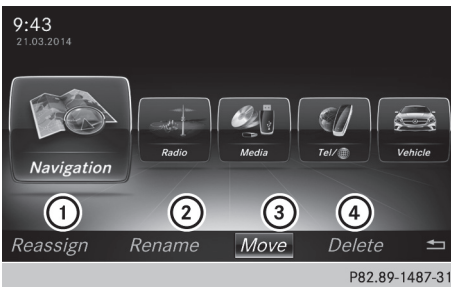 9:43
21.03.2014
Navigation
Radio
Media
Tel/
Vehicle
1 2 3 4
Reassign Rename Move Delete
P82.89-1487-31